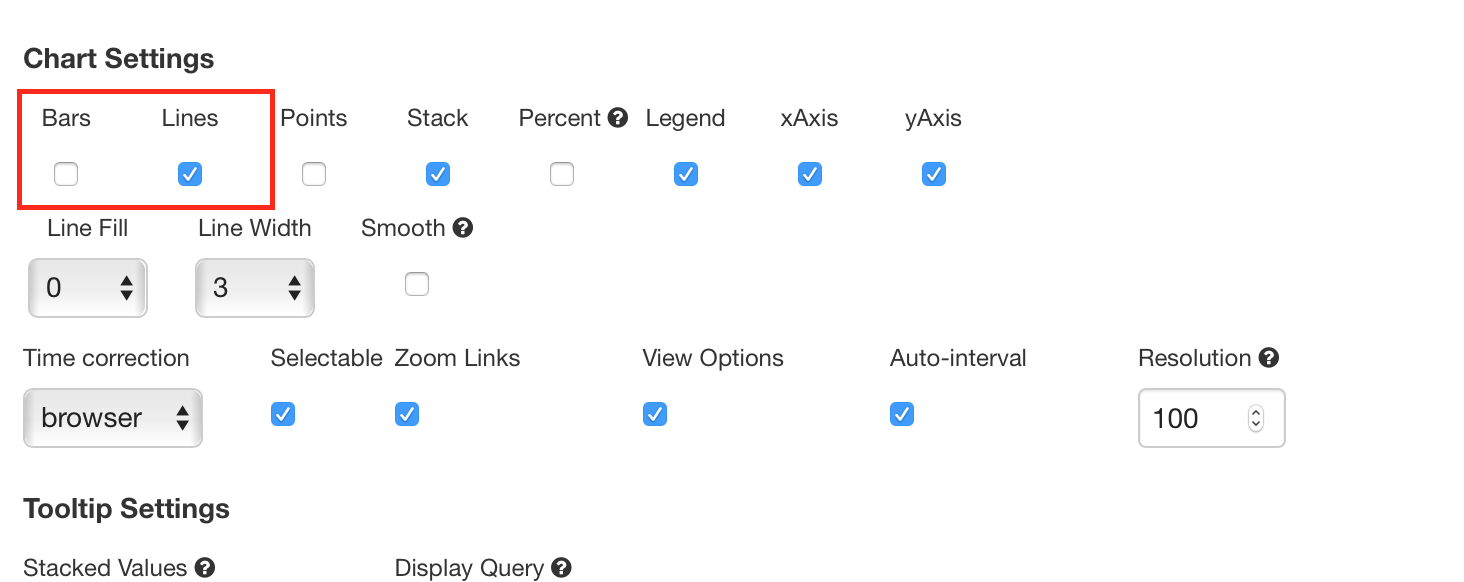 Chart Settings
Bars Lines Points Stack Percent Legend xAxis yAxis
Line Fill Line Width Smooth
0 3
Time correction Selectable Zoom Links View Options Auto-interval Resolution
browser 100
Tooltip Settings
Stacked Values Display Query